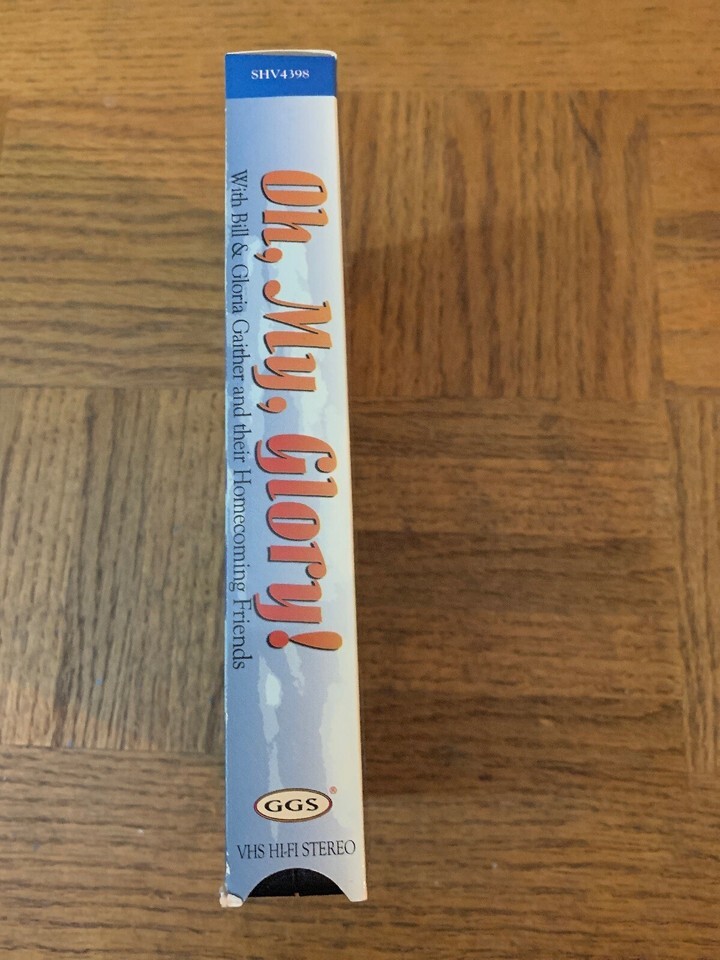 SHV4398
Oh, My, Glory!
With Bill & Gloria Gaither and their Homecoming Friends
GGS®
VHS HI-FI STEREO